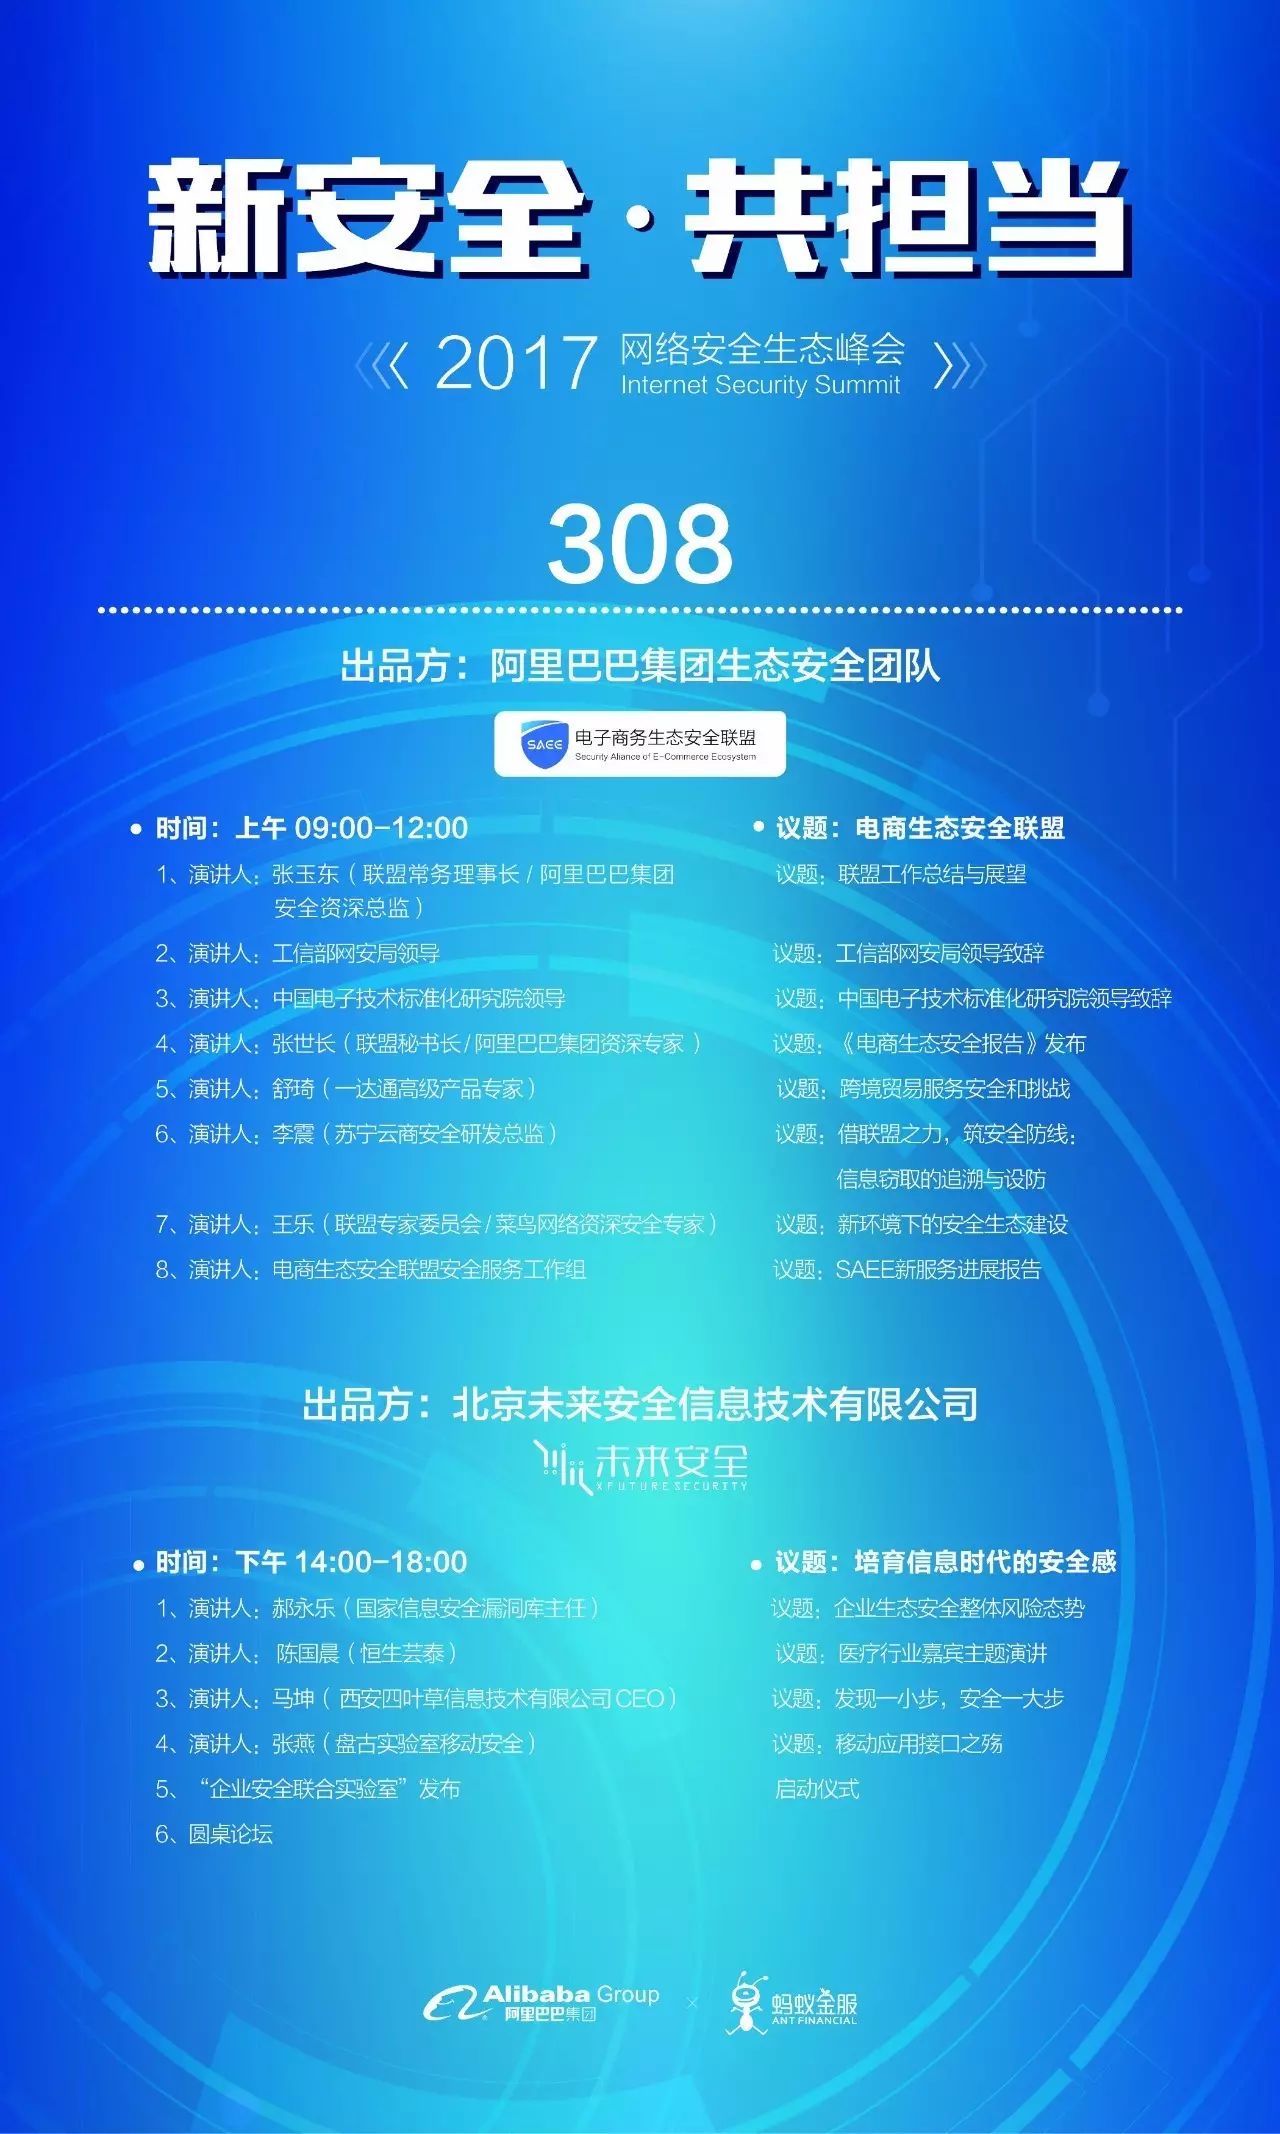 新安全·共担当
2017 网络安全生态峰会
Internet Security Summit
308
出品方：阿里巴巴集团生态安全团队
SAEE 电子商务生态安全联盟
Security Aliance of E-Commerce Ecosystem
时间：上午 09:00-12:00 议题：电商生态安全联盟
1、演讲人：张玉东（联盟常务理事长 / 阿里巴巴集团 议题：联盟工作总结与展望
安全资深总监）
2、演讲人：工信部网安局领导 议题：工信部网安局领导致辞
3、演讲人：中国电子技术标准化研究院领导 议题：中国电子技术标准化研究院领导致辞
4、演讲人：张世长（联盟秘书长 / 阿里巴巴集团资深专家 ） 议题：《电商生态安全报告》发布
5、演讲人：舒琦（一达通高级产品专家） 议题：跨境贸易服务安全和挑战
6、演讲人：李震（苏宁云商安全研发总监） 议题：借联盟之力，筑安全防线：
信息窃取的追溯与设防
7、演讲人：王乐（联盟专家委员会 / 菜鸟网络资深安全专家） 议题：新环境下的安全生态建设
8、演讲人：电商生态安全联盟安全服务工作组 议题：SAEE新服务进展报告
出品方：北京未来安全信息技术有限公司
未来安全
XFUTURESECURITY
时间：下午 14:00-18:00 议题：培育信息时代的安全感
1、演讲人：郝永乐（国家信息安全漏洞库主任） 议题：企业生态安全整体风险态势
2、演讲人：陈国晨（恒生芸泰） 议题：医疗行业嘉宾主题演讲
3、演讲人：马坤（ 西安四叶草信息技术有限公司 CEO） 议题：发现一小步，安全一大步
4、演讲人：张燕（盘古实验室移动安全） 议题：移动应用接口之殇
5、“企业安全联合实验室”发布 启动仪式
6、圆桌论坛
Alibaba Group × 蚂蚁金服
阿里巴巴集团 ANT FINANCIAL